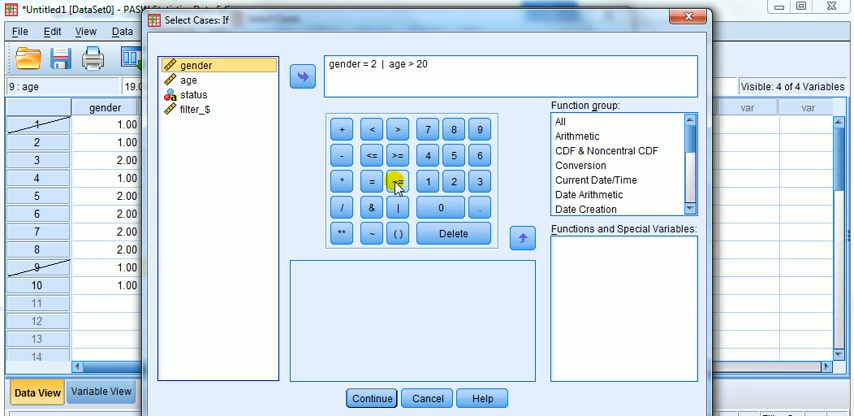 *Untitled1 [DataSet0] - PASW Statistics Data Edi
Select Cases: If
File Edit View Data
9 : age 19.0
Visible: 4 of 4 Variables
gender
var var
1 1.00
2 1.00
3 2.00
4 1.00
5 2.00
6 2.00
7 2.00
8 2.00
9 1.00
10 1.00
11
12
13
14
gender
age
status
filter_$
gender = 2 | age > 20
+ < > 7 8 9
- <= >= 4 5 6
* = ~= 1 2 3
/ & | 0 .
** ~ ( ) Delete
Function group:
All
Arithmetic
CDF & Noncentral CDF
Conversion
Current Date/Time
Date Arithmetic
Date Creation
Functions and Special Variables:
Continue Cancel Help
Data View Variable View